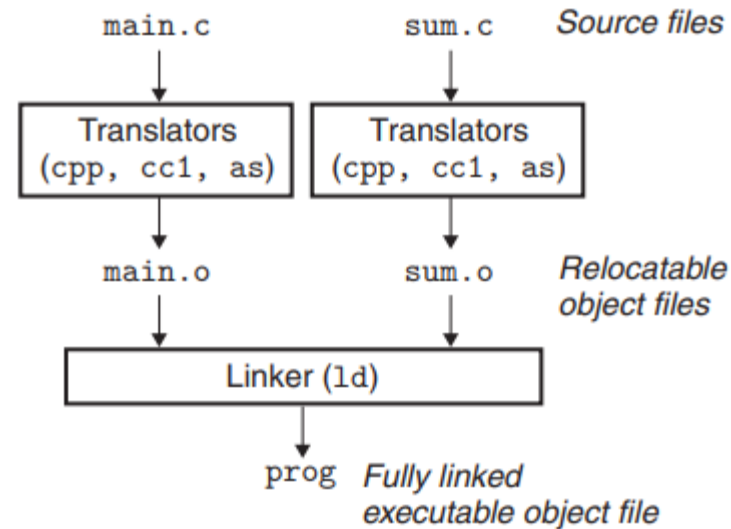 main.c sum.c Source files
Translators Translators
(cpp, cc1, as) (cpp, cc1, as)
main.o sum.o Relocatable
object files
Linker (ld)
prog Fully linked
executable object file